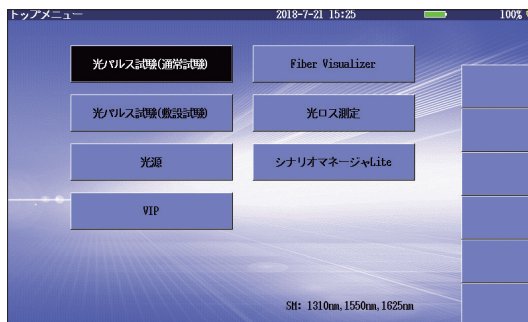 トップメニュー 2018-7-21 15:25 100%
光パルス試験(通常試験) Fiber Visualizer
光パルス試験(敷設試験) 光ロス測定
光源 シナリオマネージャLite
VIP
SM: 1310nm,1550nm,1625nm